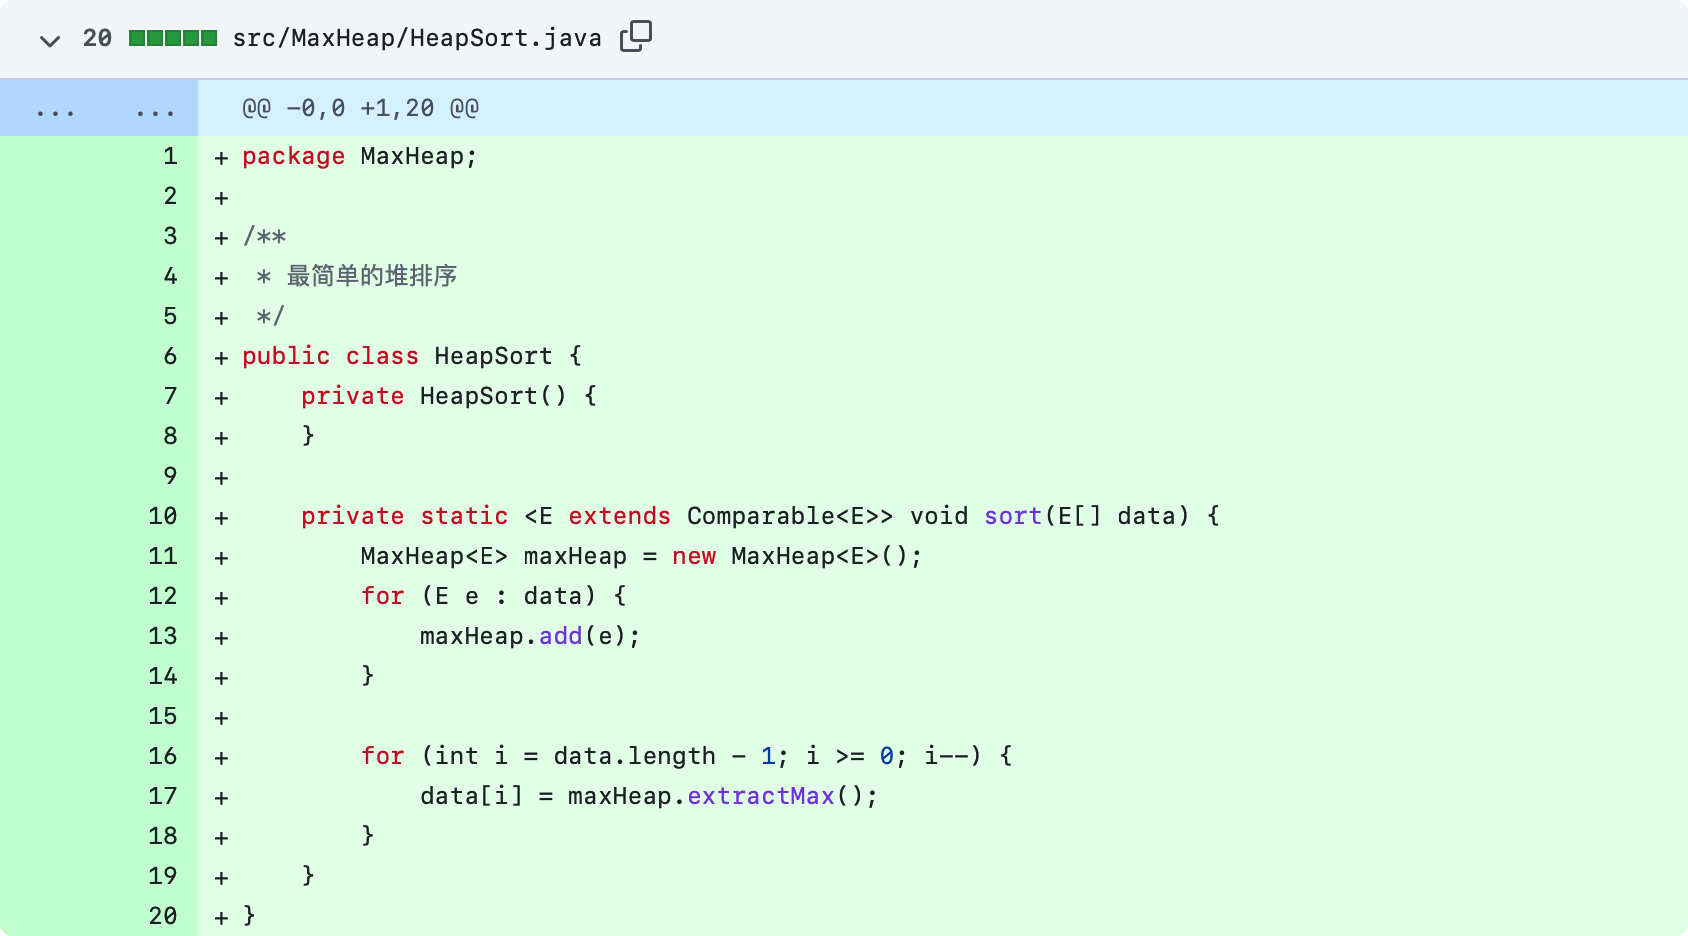 20 src/MaxHeap/HeapSort.java
... ... @@ -0,0 +1,20 @@
1 + package MaxHeap;
2 +
3 + /**
4 +  * 最简单的堆排序
5 +  */
6 + public class HeapSort {
7 +     private HeapSort() {
8 +     }
9 +
10 +     private static <E extends Comparable<E>> void sort(E[] data) {
11 +         MaxHeap<E> maxHeap = new MaxHeap<E>();
12 +         for (E e : data) {
13 +             maxHeap.add(e);
14 +         }
15 +
16 +         for (int i = data.length - 1; i >= 0; i--) {
17 +             data[i] = maxHeap.extractMax();
18 +         }
19 +     }
20 + }